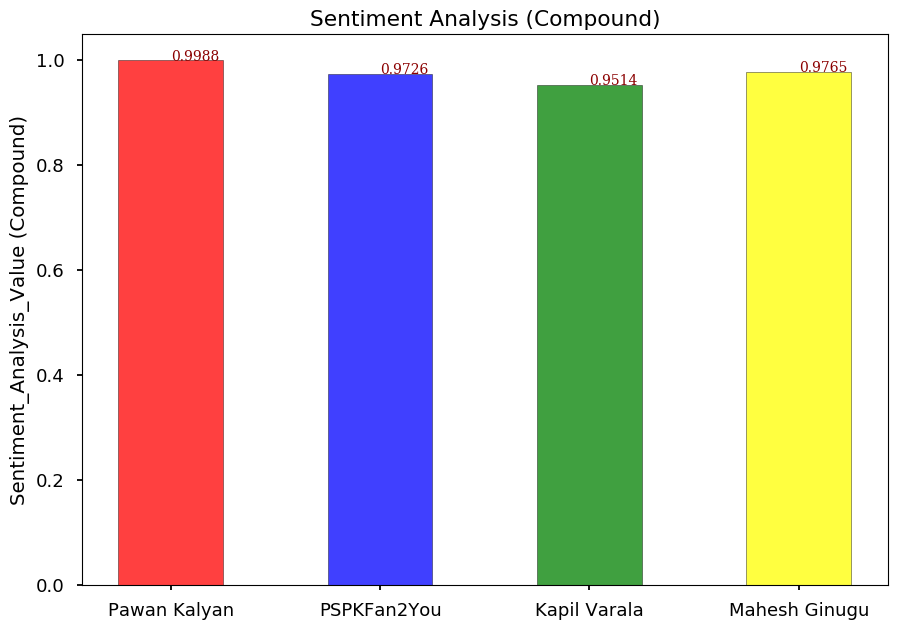 Sentiment Analysis (Compound)
Sentiment_Analysis_Value (Compound)
1.0
0.8
0.6
0.4
0.2
0.0
0.9988
0.9726
0.9514
0.9765
Pawan Kalyan
PSPKFan2You
Kapil Varala
Mahesh Ginugu